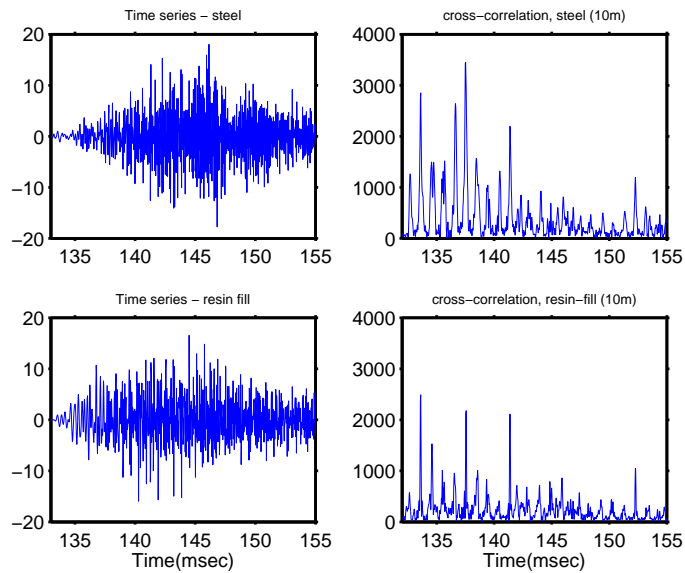 Time series − steel
20
10
0
−10
−20
135 140 145 150 155
cross−correlation, steel (10m)
4000
3000
2000
1000
0
135 140 145 150 155
Time series − resin fill
20
10
0
−10
−20
135 140 145 150 155
Time(msec)
cross−correlation, resin−fill (10m)
4000
3000
2000
1000
0
135 140 145 150 155
Time(msec)